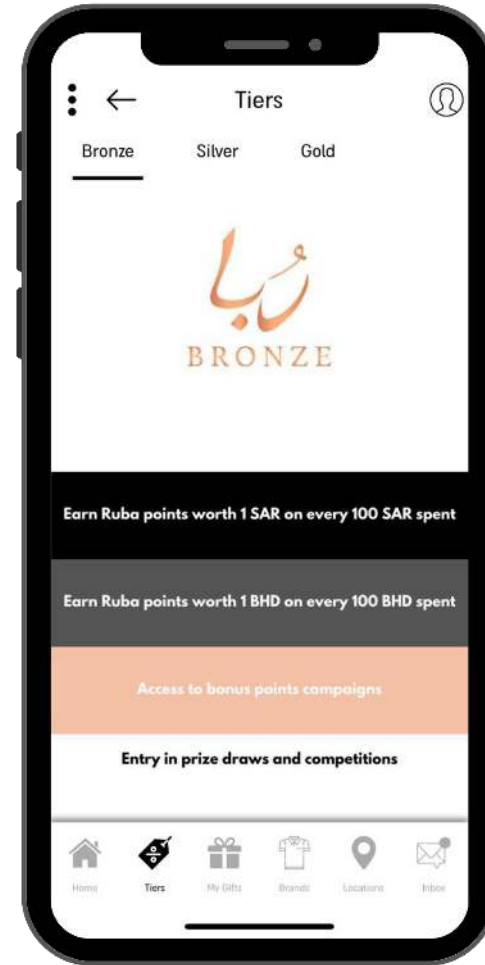 Tiers
Bronze Silver Gold
رُبا
BRONZE
Earn Ruba points worth 1 SAR on every 100 SAR spent
Earn Ruba points worth 1 BHD on every 100 BHD spent
Access to bonus points campaigns
Entry in prize draws and competitions
Home Tiers My Gifts Brands Locations Inbox